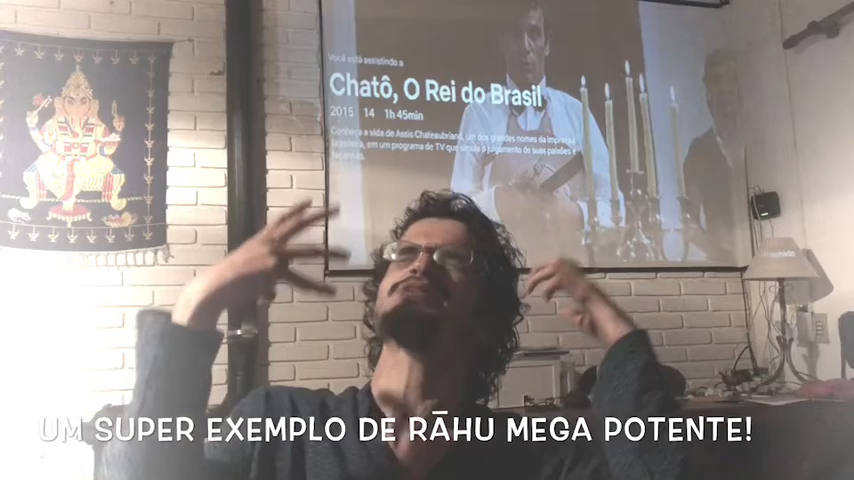 Você está assistindo a
Chatô, O Rei do Brasil
2015 14 1h 45min
Conheça a vida de Assis Chateaubriand, um dos grandes nomes da imprensa
brasileira, em um programa de TV que simula o julgamento de suas paixões e
UM SUPER EXEMPLO DE RĀHU MEGA POTENTE!